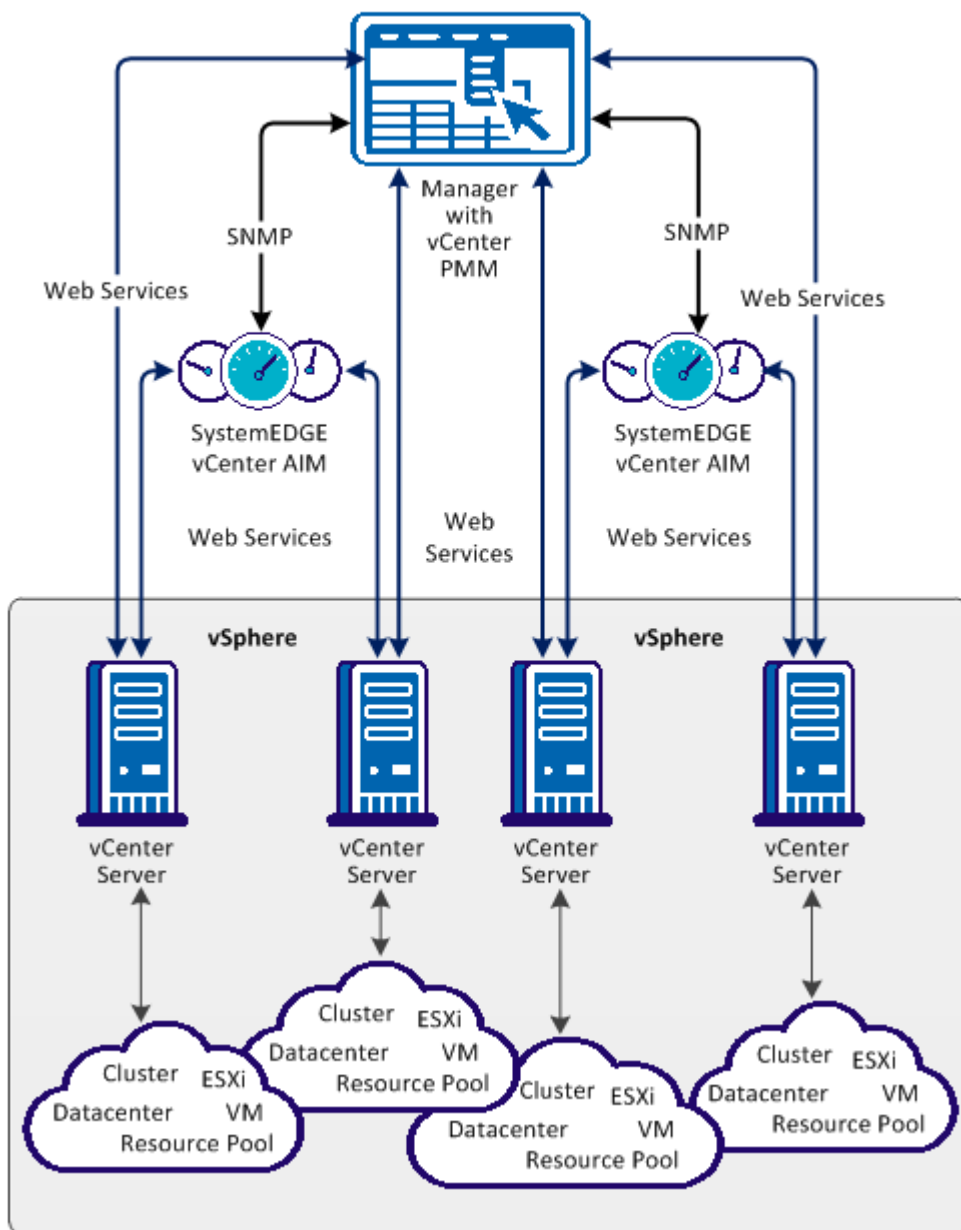 Manager
with
vCenter
PMM
SNMP
SNMP
Web Services
Web Services
SystemEDGE
vCenter AIM
SystemEDGE
vCenter AIM
Web Services
Web
Services
Web Services
vSphere
vSphere
vCenter
Server
vCenter
Server
vCenter
Server
vCenter
Server
Cluster ESXi
Datacenter VM
Resource Pool
Cluster ESXi
Datacenter VM
Resource Pool
Cluster ESXi
Datacenter VM
Resource Pool
Cluster ESXi
Datacenter VM
Resource Pool